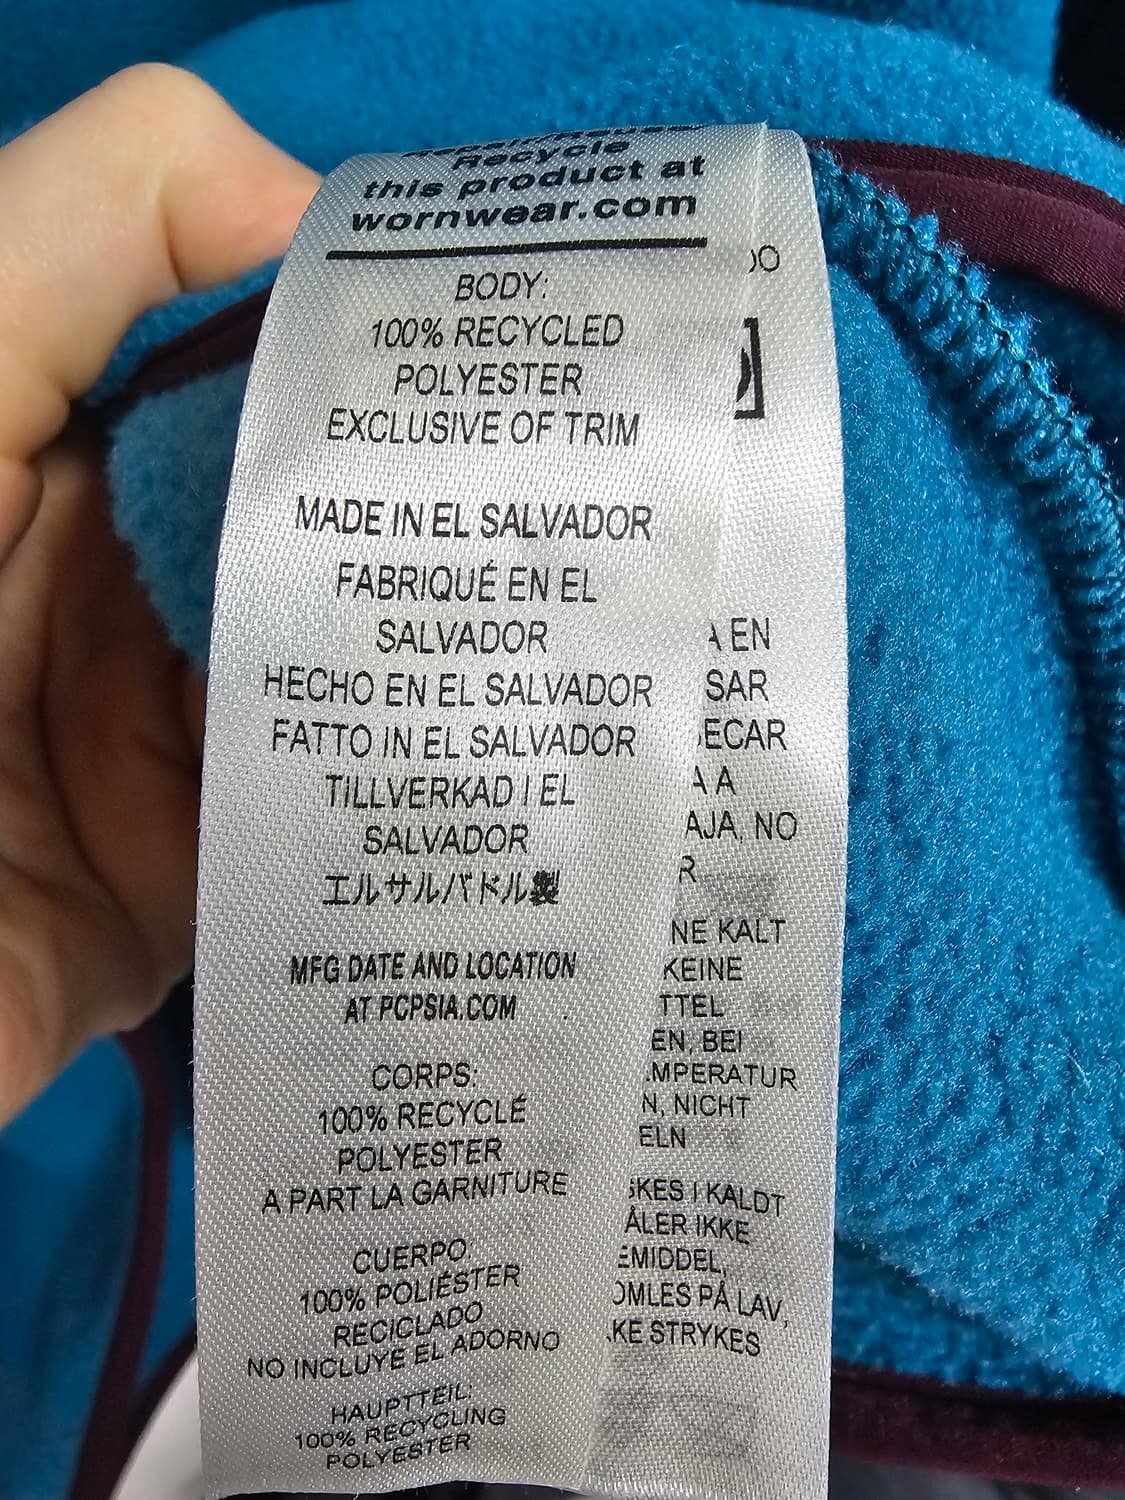 Recycle
this product at
wornwear.com
BODY:
100% RECYCLED
POLYESTER
EXCLUSIVE OF TRIM
MADE IN EL SALVADOR
FABRIQUÉ EN EL
SALVADOR
HECHO EN EL SALVADOR
FATTO IN EL SALVADOR
TILLVERKAD I EL
SALVADOR
エルサルバドル製
MFG DATE AND LOCATION
AT PCPSIA.COM
CORPS:
100% RECYCLÉ
POLYESTER
A PART LA GARNITURE
CUERPO
100% POLIÉSTER
RECICLADO
NO INCLUYE EL ADORNO
HAUPTTEIL:
100% RECYCLING
POLYESTER
EN
SAR
ECAR
A A
AJA, NO
R
NE KALT
KEINE
TTEL
EN, BEI
MPERATUR
N, NICHT
ELN
KES I KALDT
ÅLER IKKE
EMIDDEL,
OMLES PÅ LAV,
KE STRYKES